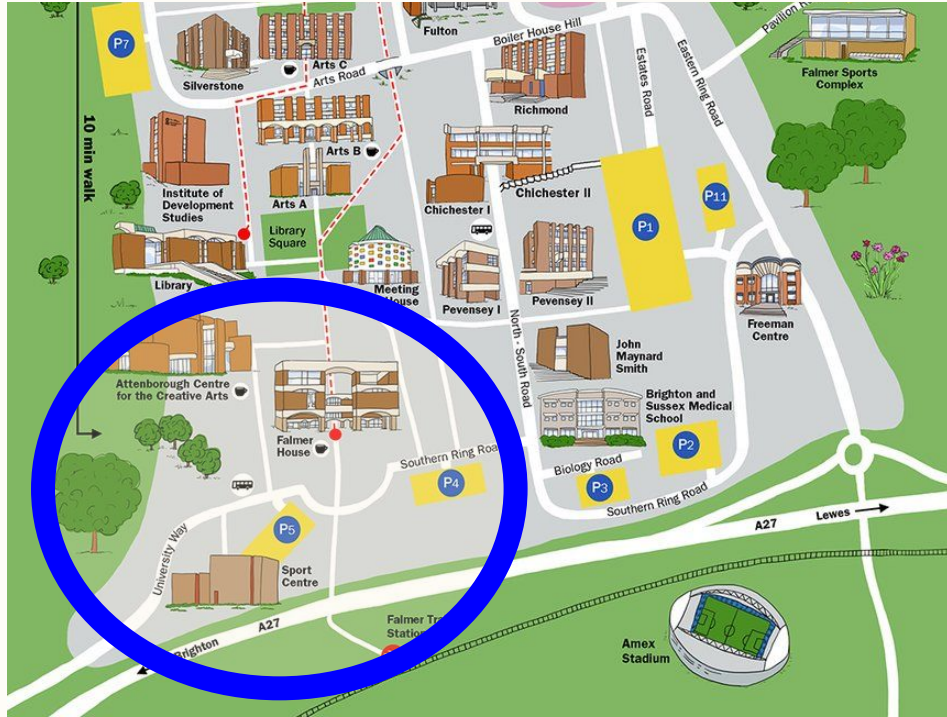 P7
Silverstone
Arts C
Arts Road
Fulton
Boiler House Hill
Richmond
Estates Road
Eastern Ring Road
Falmer Sports
Complex
10 min walk
Arts B
Institute of
Development
Studies
Arts A
Library
Square
Library
Meeting
House
Chichester I
Chichester II
Pevensey I
Pevensey II
P1
P11
Freeman
Centre
North - South Road
John
Maynard
Smith
Brighton and
Sussex Medical
School
Attenborough Centre
for the Creative Arts
Falmer
House
Southern Ring Road
P4
Biology Road
P3
P2
Southern Ring Road
University Way
P5
Sport
Centre
A27
Lewes
A27
Brighton
Falmer
Station
Amex
Stadium